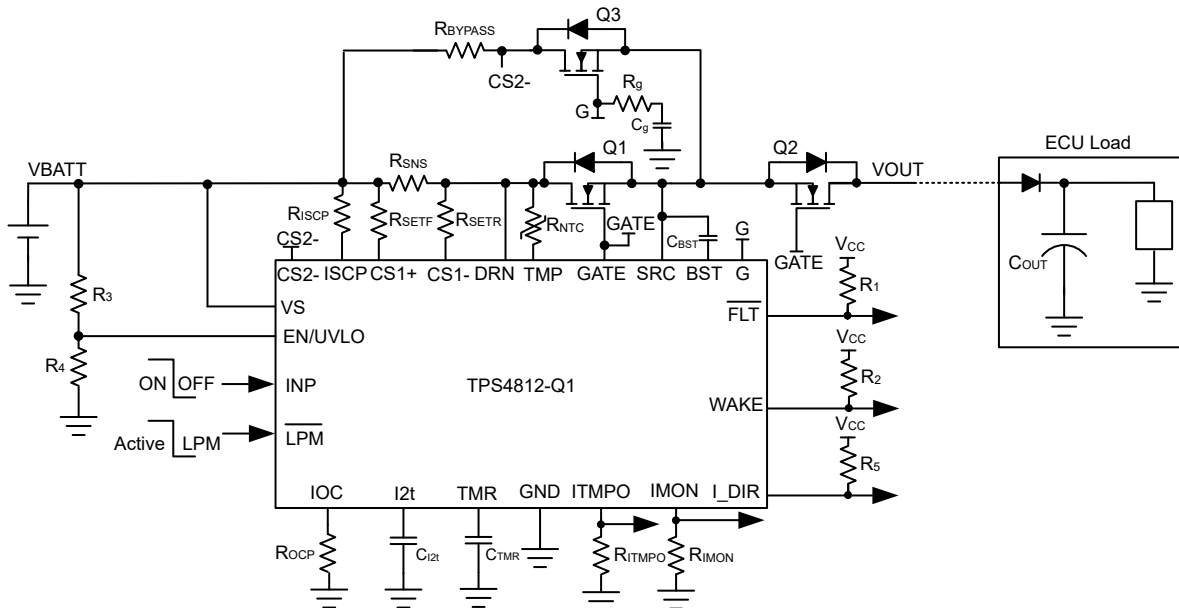 Q3
RBYPASS
CS2-
Rg
G
Cg
ECU Load
RSNS
Q1
Q2
VBATT
VOUT
RISCP
RSETF
RSETR
RNTC
GATE
CBST
G
CS2-
GATE
VCC
COUT
CS2- ISCP CS1+ CS1- DRN TMP GATE SRC BST G
R1
R3
VS
FLT
EN/UVLO
VCC
R4
R2
ON OFF
INP
TPS4812-Q1
WAKE
VCC
Active LPM
LPM
R5
IOC I2t TMR GND ITMPO IMON I_DIR
ROCP
CI2t
CTMR
RITMPO
RIMON